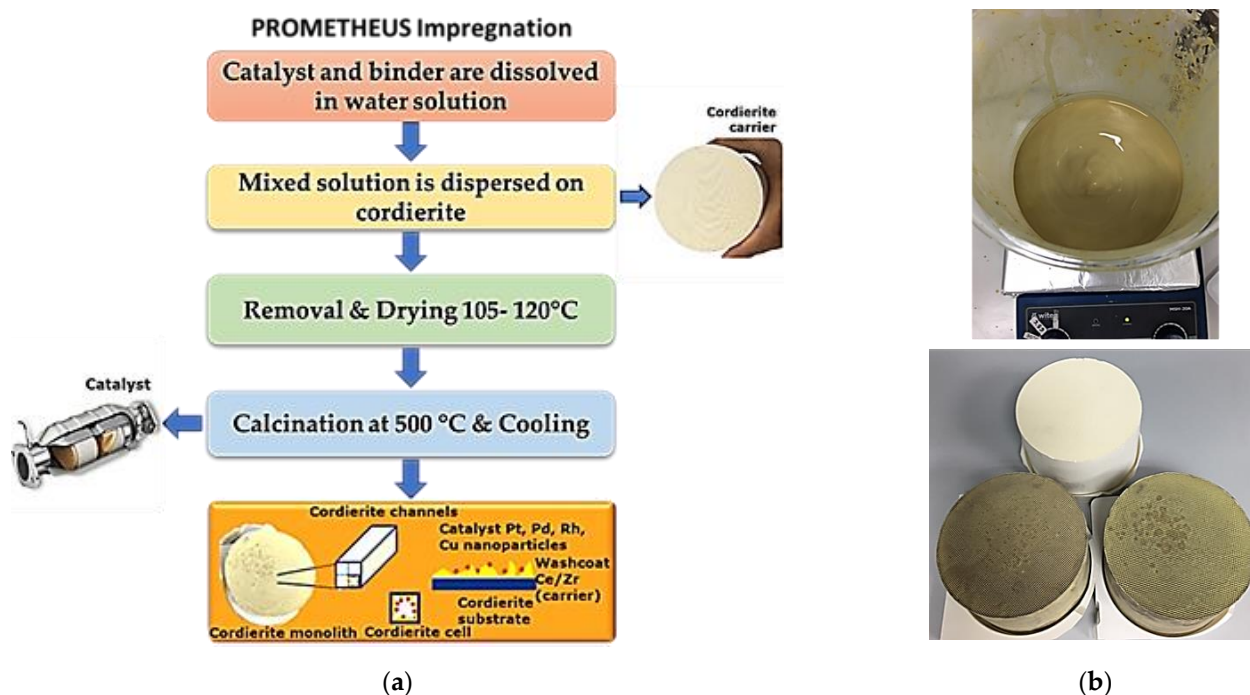 PROMETHEUS Impregnation
Catalyst and binder are dissolved
in water solution
Cordierite
carrier
Mixed solution is dispersed on
cordierite
Removal & Drying 105- 120°C
Catalyst
Calcination at 500 °C & Cooling
Cordierite channels
Catalyst Pt, Pd, Rh,
Cu nanoparticles
Washcoat
Ce/Zr
(carrier)
Cordierite
substrate
Cordierite monolith
Cordierite cell
(a)
(b)